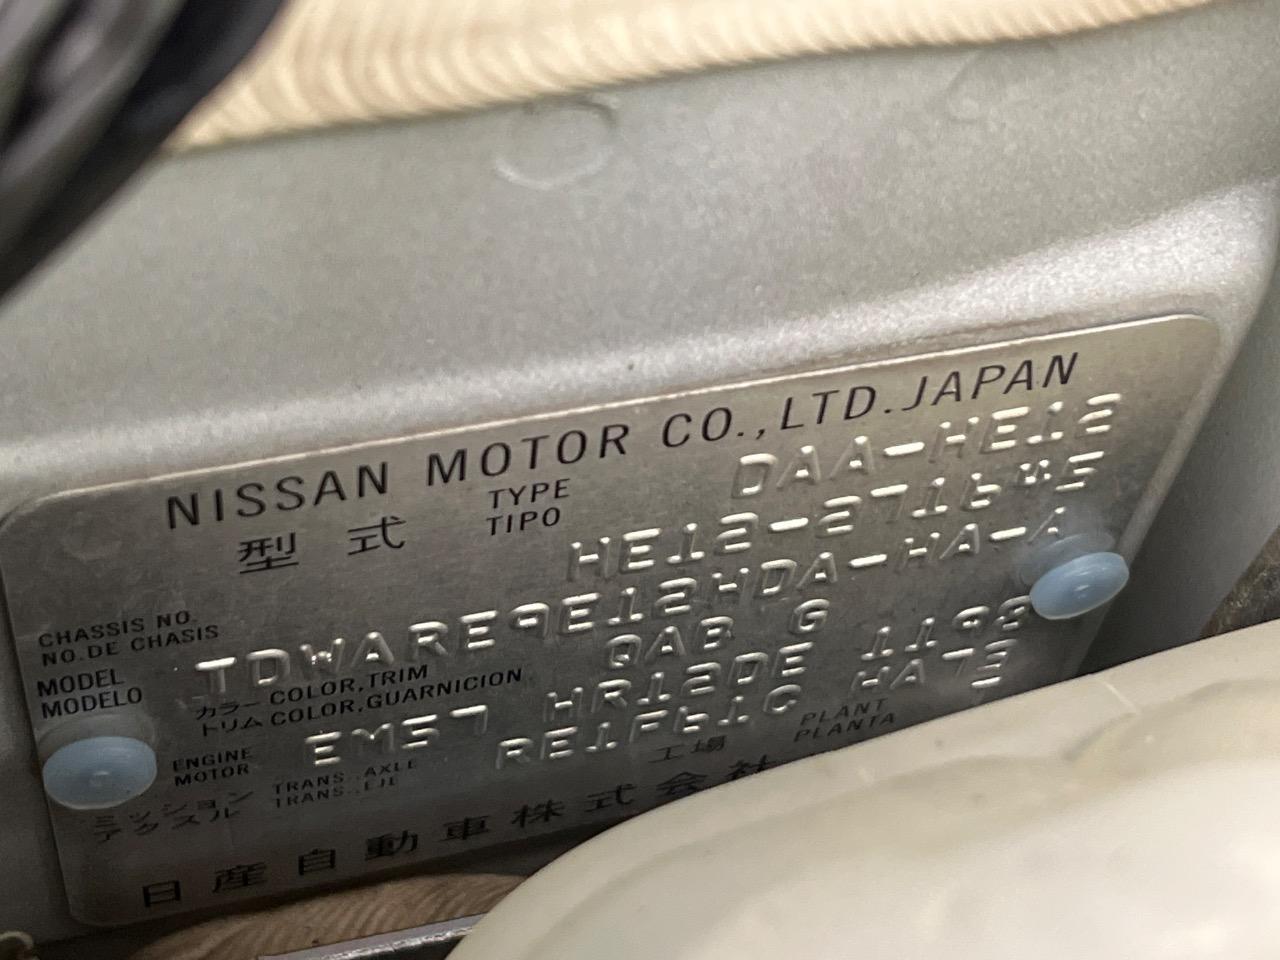 NISSAN MOTOR CO., LTD. JAPAN
型式 TYPE TIPO DAA-HE12
CHASSIS NO. NO. DE CHASIS HE12-271645
MODEL MODELO TDWARE9E12HDA-HA-A
カラー COLOR, TRIM
トリム COLOR, GUARNICION QAB G
ENGINE MOTOR EM57 HR12DE 1198
ミッション TRANS.
アクスル TRANS. AXLE EJE RE1F61C HA73
工場 PLANT PLANTA
日産自動車株式会社